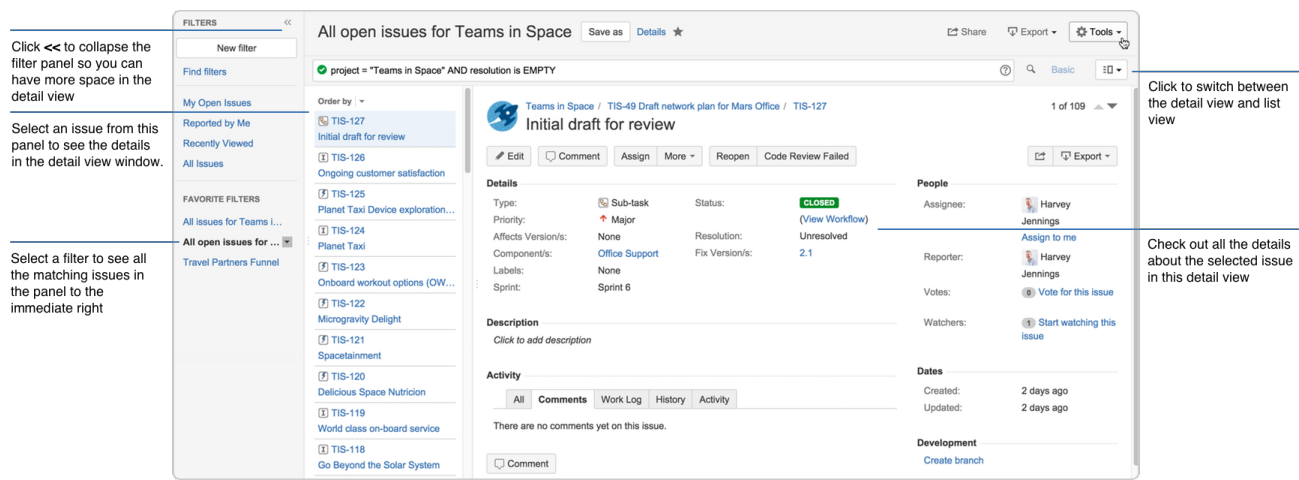 Click << to collapse the
filter panel so you can
have more space in the
detail view
Select an issue from this
panel to see the details
in the detail view window.
Select a filter to see all
the matching issues in
the panel to the
immediate right
FILTERS «
New filter
Find filters
My Open Issues
Reported by Me
Recently Viewed
All Issues
FAVORITE FILTERS
All issues for Teams i...
All open issues for ...
Travel Partners Funnel
All open issues for Teams in Space Save as Details Share Export Tools
project = "Teams in Space" AND resolution is EMPTY ? Basic
Order by
TIS-127
Initial draft for review
TIS-126
Ongoing customer satisfaction
TIS-125
Planet Taxi Device exploration...
TIS-124
Planet Taxi
TIS-123
Onboard workout options (OW...
TIS-122
Microgravity Delight
TIS-121
Spacetainment
TIS-120
Delicious Space Nutricion
TIS-119
World class on-board service
TIS-118
Go Beyond the Solar System
Teams in Space / TIS-49 Draft network plan for Mars Office / TIS-127 1 of 109
Initial draft for review
Edit Comment Assign More Reopen Code Review Failed Export
Details
Type: Sub-task Status: CLOSED
Priority: Major (View Workflow)
Affects Version/s: None Resolution: Unresolved
Component/s: Office Support Fix Version/s: 2.1
Labels: None
Sprint: Sprint 6
Description
Click to add description
Activity
All Comments Work Log History Activity
There are no comments yet on this issue.
Comment
People
Assignee: Harvey
Jennings
Assign to me
Reporter: Harvey
Jennings
Votes: 0 Vote for this issue
Watchers: 1 Start watching this
issue
Dates
Created: 2 days ago
Updated: 2 days ago
Development
Create branch
Click to switch between
the detail view and list
view
Check out all the details
about the selected issue
in this detail view